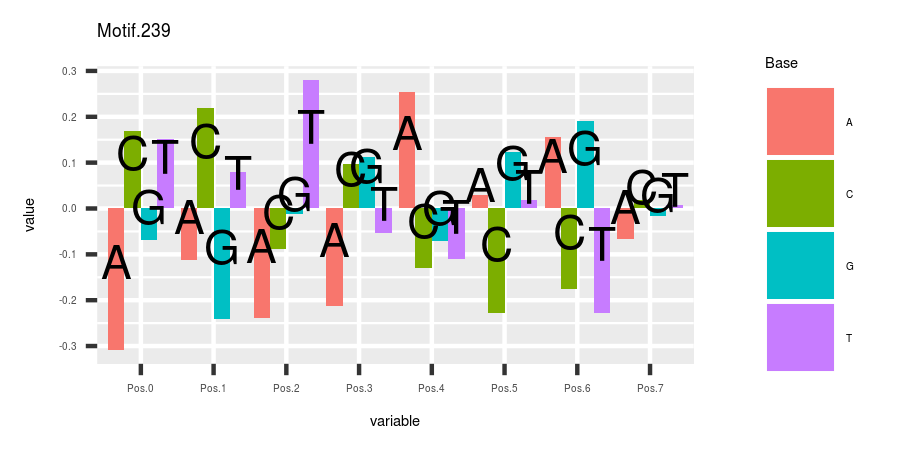 Motif.239
Base
0.3
0.2
0.1
0.0
-0.1
-0.2
-0.3
value
A C G T A C G T A C G T A C G T A C G T A C G T A C G T A C G T
Pos.0 Pos.1 Pos.2 Pos.3 Pos.4 Pos.5 Pos.6 Pos.7
variable
A
C
G
T